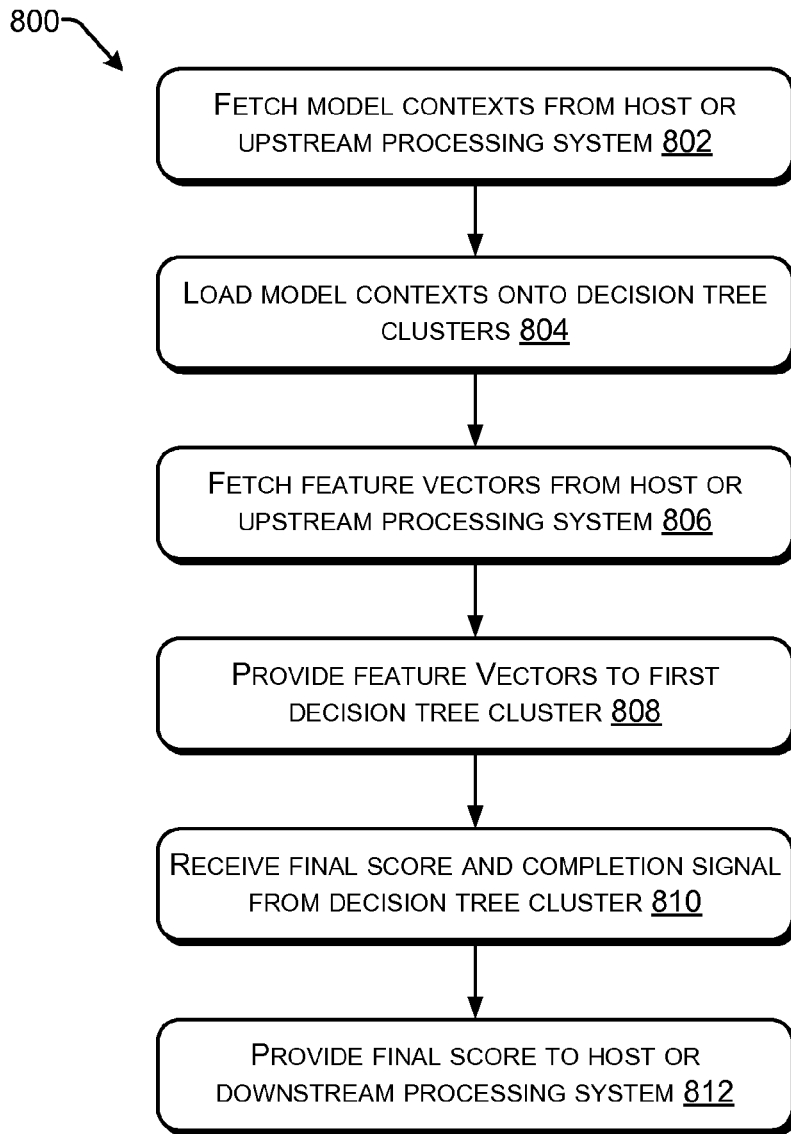 800
FETCH MODEL CONTEXTS FROM HOST OR
UPSTREAM PROCESSING SYSTEM 802
LOAD MODEL CONTEXTS ONTO DECISION TREE
CLUSTERS 804
FETCH FEATURE VECTORS FROM HOST OR
UPSTREAM PROCESSING SYSTEM 806
PROVIDE FEATURE VECTORS TO FIRST
DECISION TREE CLUSTER 808
RECEIVE FINAL SCORE AND COMPLETION SIGNAL
FROM DECISION TREE CLUSTER 810
PROVIDE FINAL SCORE TO HOST OR
DOWNSTREAM PROCESSING SYSTEM 812